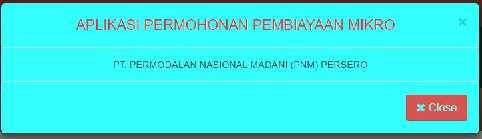 APLIKASI PERMOHONAN PEMBIAYAAN MIKRO
×
PT. PERMODALAN NASIONAL MADANI (PNM) PERSERO
✖ Close